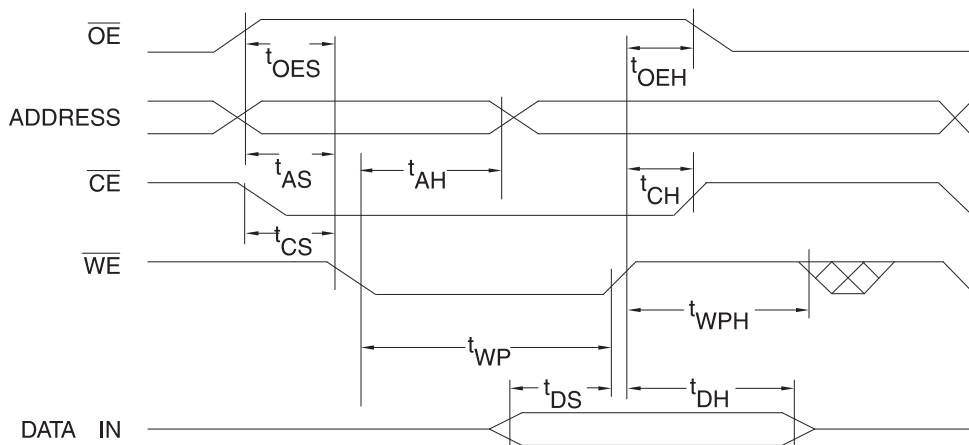 OE
tOES
tOEH
ADDRESS
tAS
tAH
CE
tCH
tCS
WE
tWPH
tWP
tDS
tDH
DATA IN